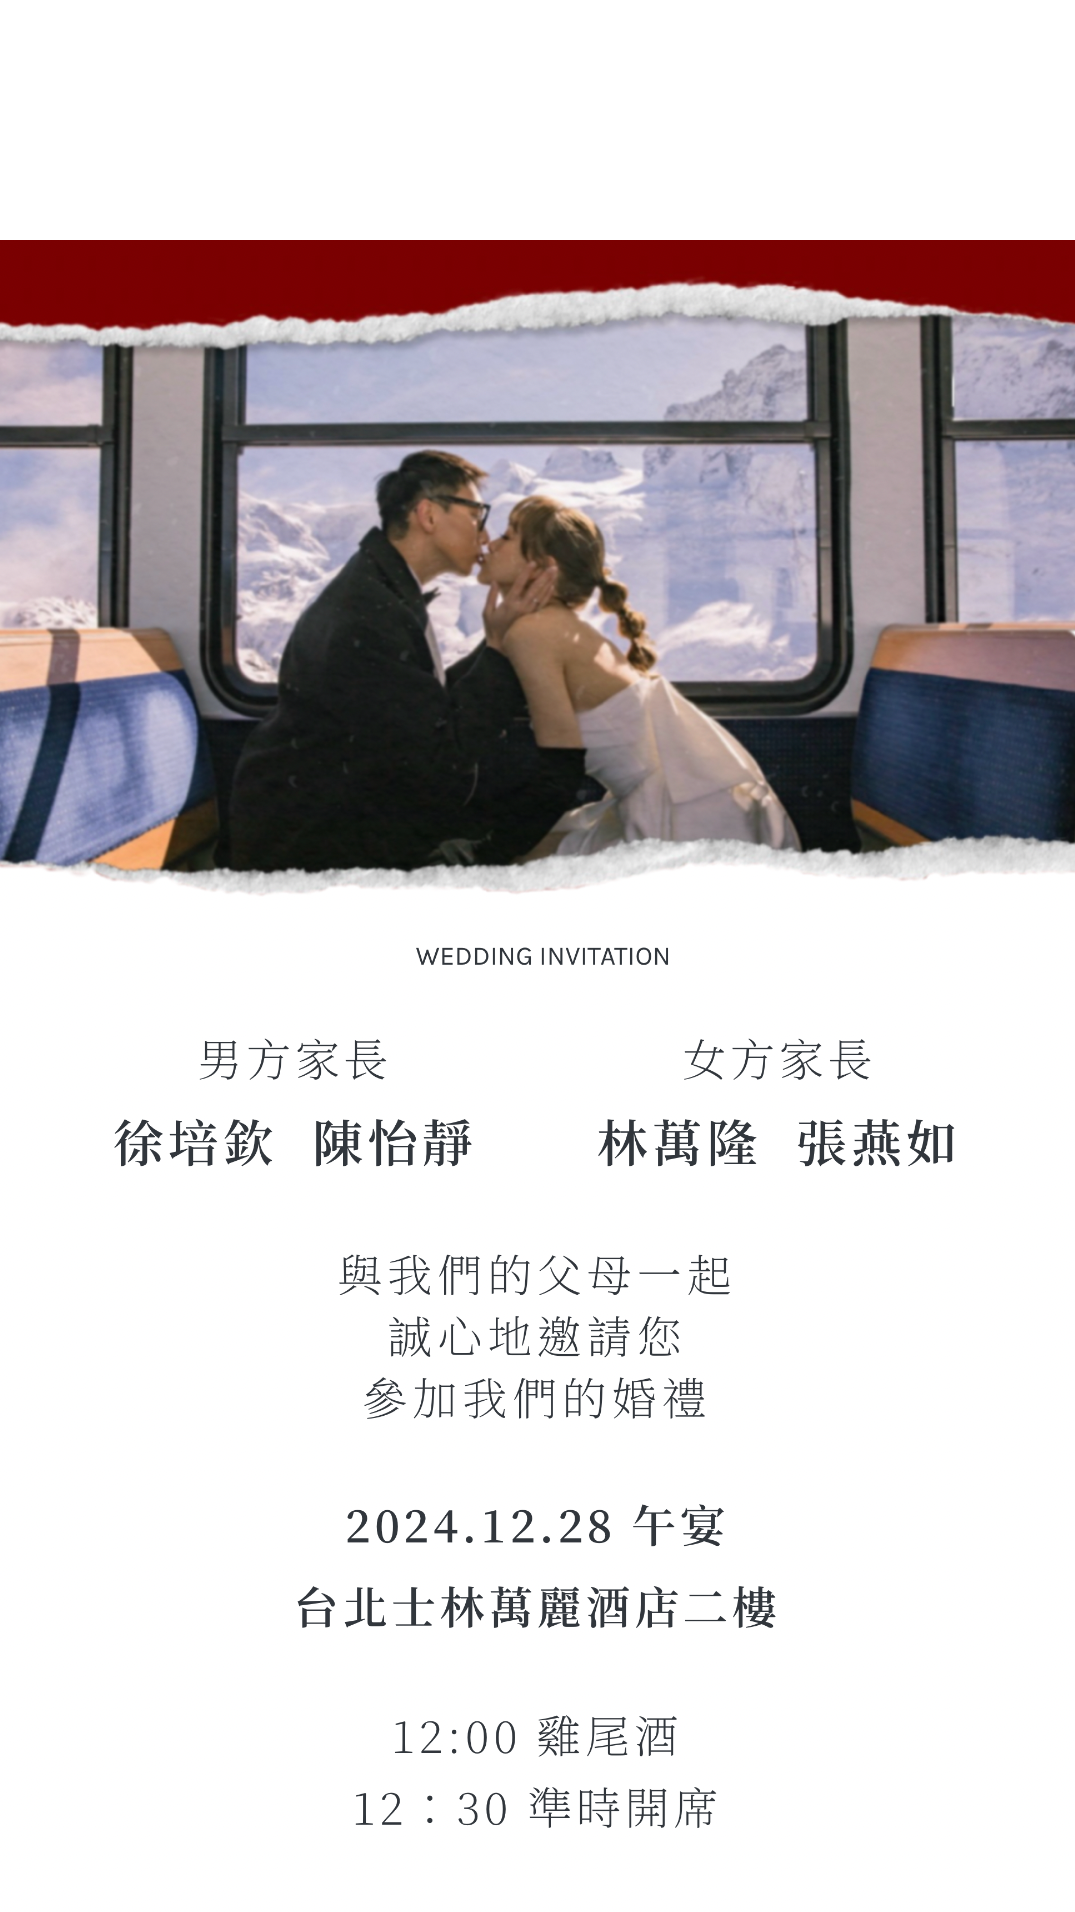 WEDDING INVITATION
男方家長 女方家長
徐培欽 陳怡靜 林萬隆 張燕如
與我們的父母一起
誠心地邀請您
參加我們的婚禮
2024.12.28 午宴
台北士林萬麗酒店二樓
12:00 雞尾酒
12：30 準時開席